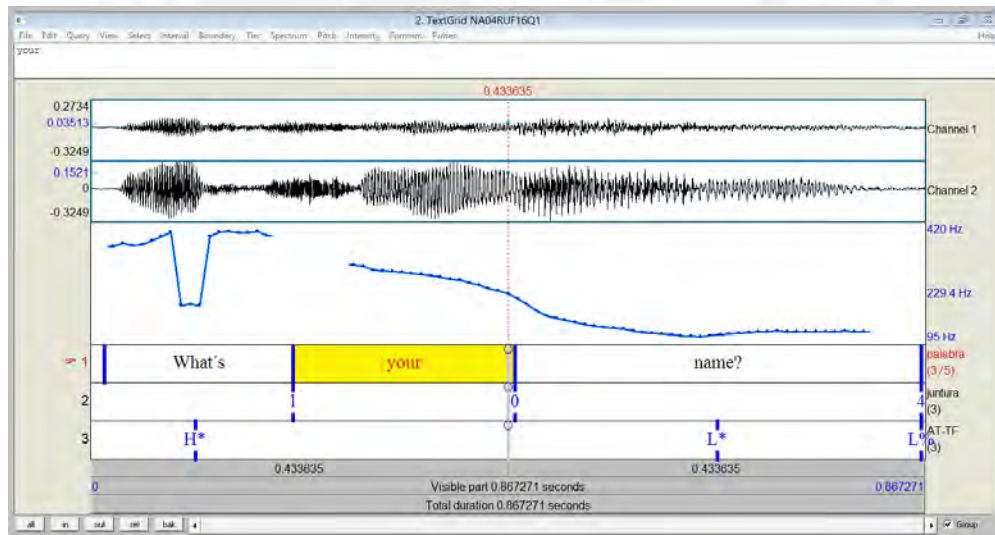 2. TextGrid NA04RUF16Q1
File Edit Query View Select Interval Boundary Tier Spectrum Pitch Intensity Formant Pulses Help
your
0.433635
0.2734
0.03513
-0.3249
Channel 1
0.1521
0
-0.3249
Channel 2
420 Hz
229.4 Hz
95 Hz
1 What´s your name? palabra (3/5)
2 1 0 4 juntura (3)
3 H* L* L% AT-TF (3)
0.433635 0.433635
0 Visible part 0.867271 seconds 0.867271
Total duration 0.867271 seconds
all in out sel bak Group